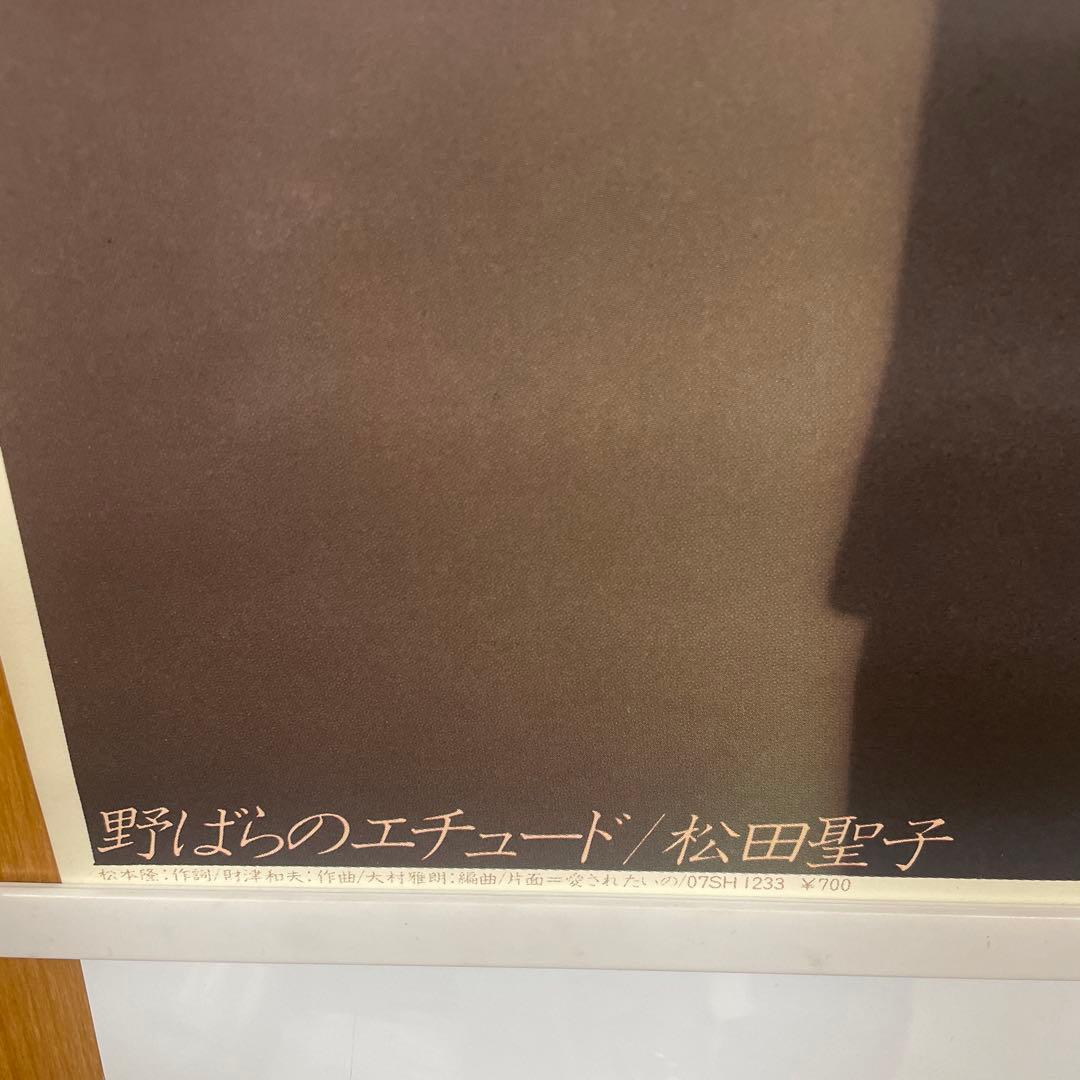 野ばらのエチュード/松田聖子
松本隆:作詞/財津和夫:作曲/大村雅朗:編曲/片面=愛されたいの/07SH1233 ¥700